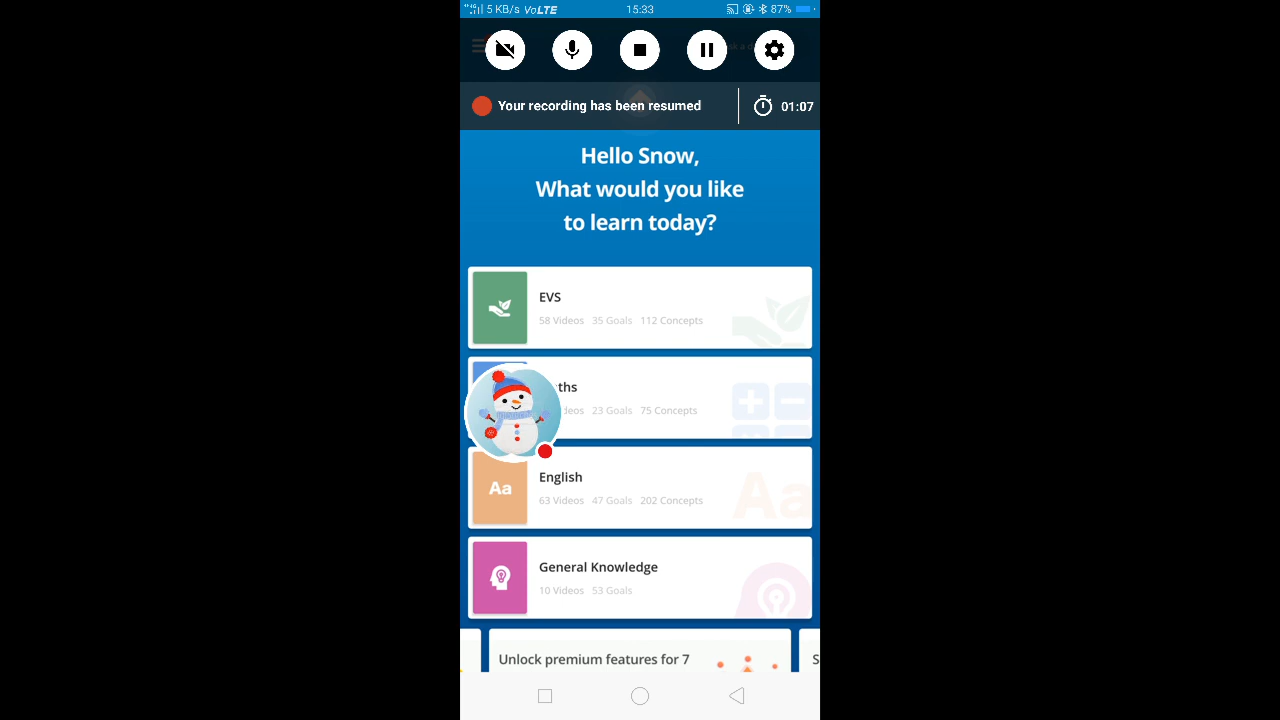 5 KB/s VoLTE 15:33 87%
Your recording has been resumed 01:07
Hello Snow,
What would you like
to learn today?
EVS
58 Videos 35 Goals 112 Concepts
ths
deos 23 Goals 75 Concepts
Aa
English
63 Videos 47 Goals 202 Concepts
Aa
General Knowledge
10 Videos 53 Goals
Unlock premium features for 7
S